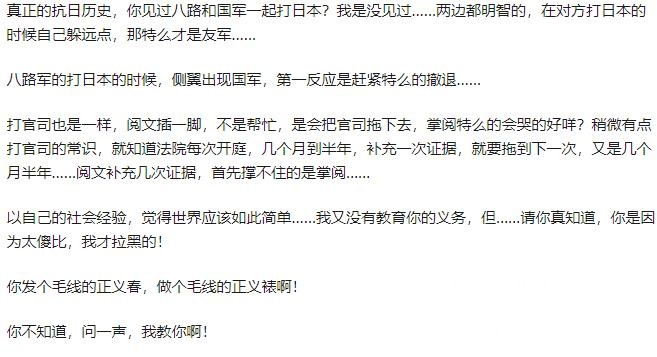 真正的抗日历史，你见过八路和国军一起打日本？我是没见过......两边都明智的，在对方打日本的
时候自己躲远点，那特么才是友军......
八路军的打日本的时候，侧翼出现国军，第一反应是赶紧特么的撤退......
打官司也是一样，阅文插一脚，不是帮忙，是会把官司拖下去，掌阅特么的会哭的好咩？稍微有点
打官司的常识，就知道法院每次开庭，几个月到半年，补充一次证据，就要拖到下一次，又是几个
月半年......阅文补充几次证据，首先撑不住的是掌阅......
以自己的社会经验，觉得世界应该如此简单......我又没有教育你的义务，但......请你真知道，你是因
为太傻比，我才拉黑的！
你发个毛线的正义春，做个毛线的正义裱啊！
你不知道，问一声，我教你啊！